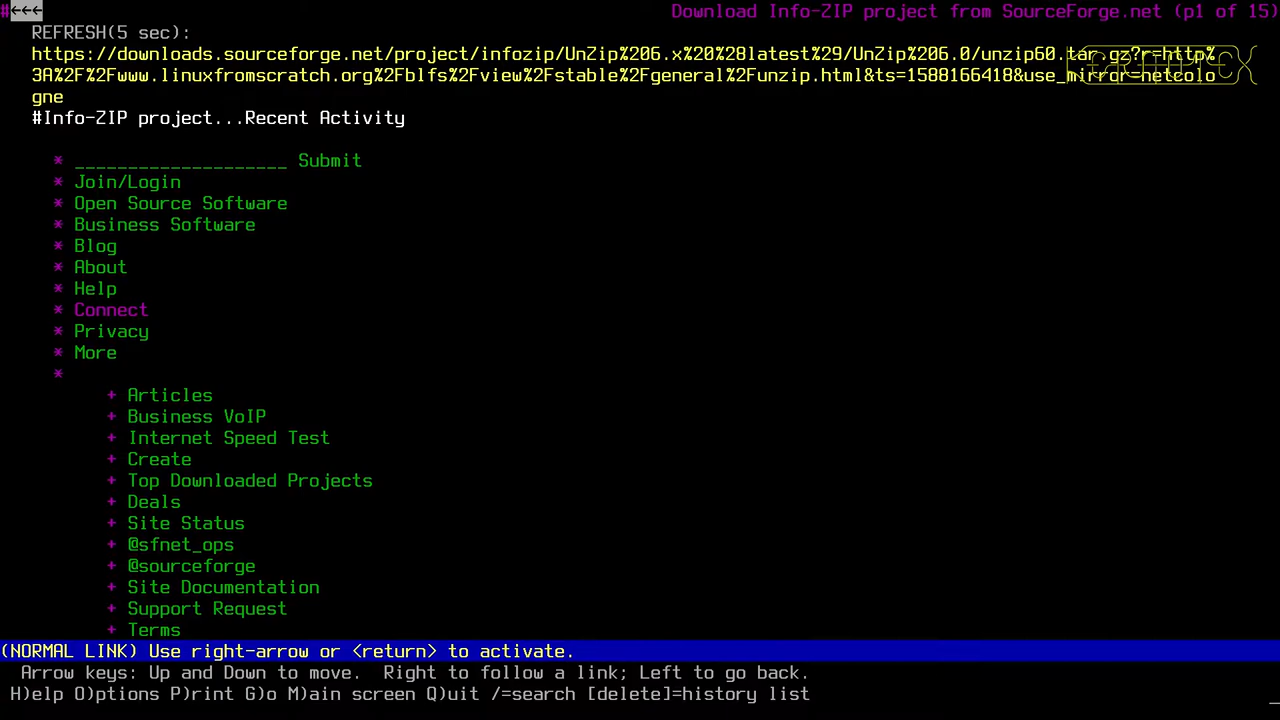 #←←← Download Info-ZIP project from SourceForge.net (p1 of 15)
REFRESH(5 sec):
https://downloads.sourceforge.net/project/infozip/UnZip%206.x%20%28latest%29/UnZip%206.0/unzip60.tar.gz?r=http%
3A%2F%2Fwww.linuxfromscratch.org%2Fblfs%2Fview%2Fstable%2Fgeneral%2Funzip.html&ts=1588166418&use_mirror=netcolo
gne
#Info-ZIP project...Recent Activity
* ____________________ Submit
* Join/Login
* Open Source Software
* Business Software
* Blog
* About
* Help
* Connect
* Privacy
* More
*
+ Articles
+ Business VoIP
+ Internet Speed Test
+ Create
+ Top Downloaded Projects
+ Deals
+ Site Status
+ @sfnet_ops
+ @sourceforge
+ Site Documentation
+ Support Request
+ Terms
(NORMAL LINK) Use right-arrow or <return> to activate.
Arrow keys: Up and Down to move. Right to follow a link; Left to go back.
H)elp O)ptions P)rint G)o M)ain screen Q)uit /=search [delete]=history list